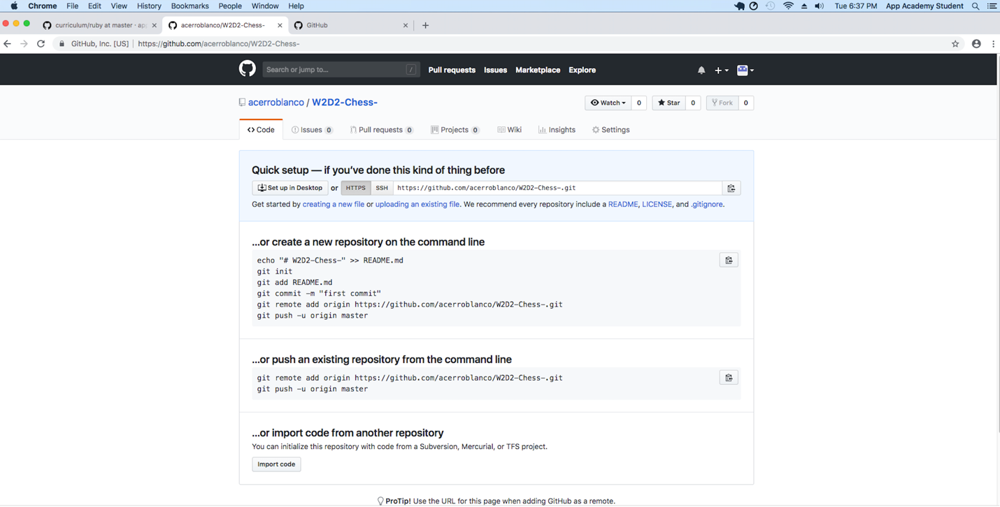 Chrome File Edit View History Bookmarks People Window Help Tue 6:37 PM App Academy Student
curriculum/ruby at master · ap acerroblanco/W2D2-Chess- GitHub
GitHub, Inc. [US] https://github.com/acerroblanco/W2D2-Chess-
Search or jump to... / Pull requests Issues Marketplace Explore
acerroblanco / W2D2-Chess- Watch 0 Star 0 Fork 0
Code Issues 0 Pull requests 0 Projects 0 Wiki Insights Settings
Quick setup — if you’ve done this kind of thing before
Set up in Desktop or HTTPS SSH https://github.com/acerroblanco/W2D2-Chess-.git
Get started by creating a new file or uploading an existing file. We recommend every repository include a README, LICENSE, and .gitignore.
…or create a new repository on the command line
echo "# W2D2-Chess-" >> README.md
git init
git add README.md
git commit -m "first commit"
git remote add origin https://github.com/acerroblanco/W2D2-Chess-.git
git push -u origin master
…or push an existing repository from the command line
git remote add origin https://github.com/acerroblanco/W2D2-Chess-.git
git push -u origin master
…or import code from another repository
You can initialize this repository with code from a Subversion, Mercurial, or TFS project.
Import code
ProTip! Use the URL for this page when adding GitHub as a remote.